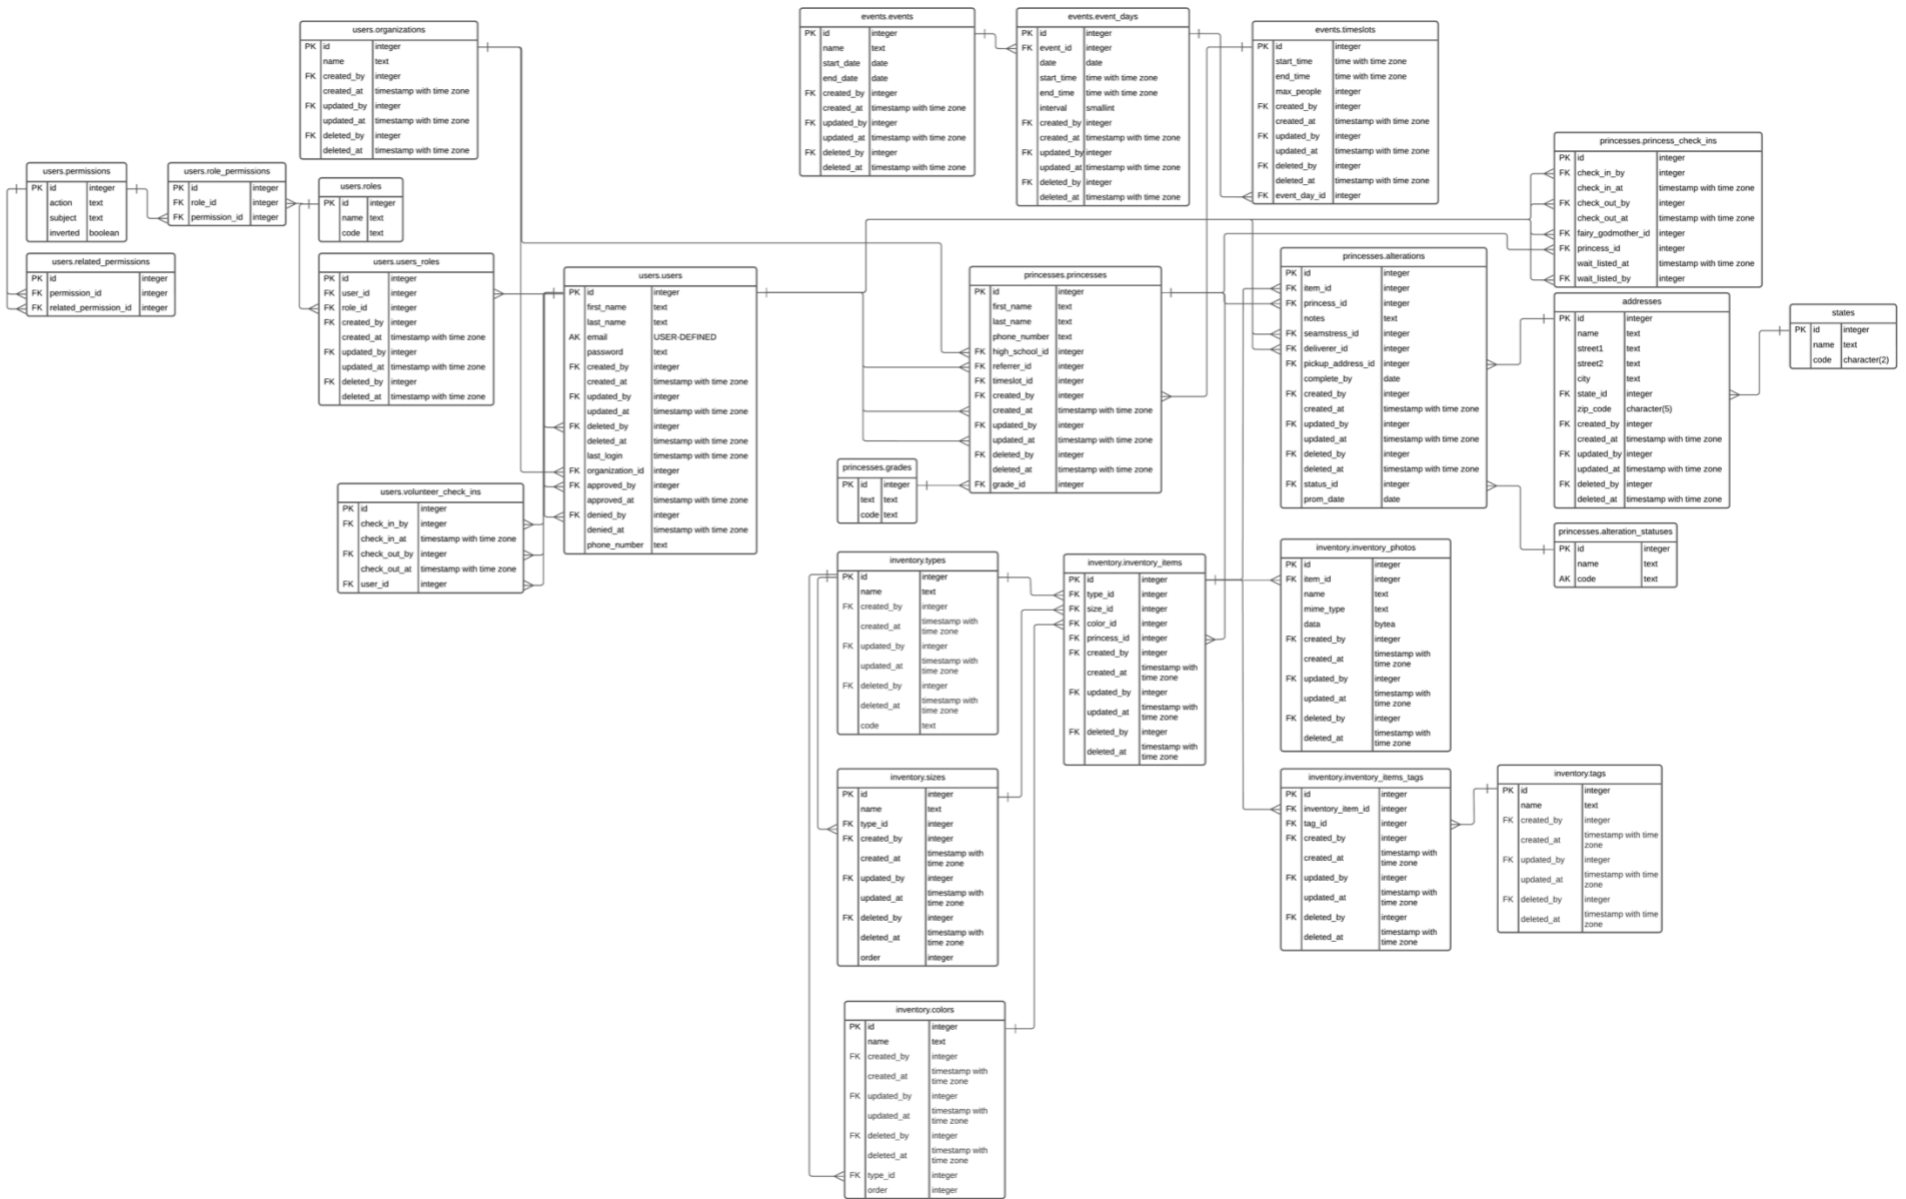 users.organizations
PK id integer
name text
FK created_by integer
created_at timestamp with time zone
FK updated_by integer
updated_at timestamp with time zone
FK deleted_by integer
deleted_at timestamp with time zone
events.events
PK id integer
name text
start_date date
end_date date
FK created_by integer
created_at timestamp with time zone
FK updated_by integer
updated_at timestamp with time zone
FK deleted_by integer
deleted_at timestamp with time zone
events.event_days
PK id integer
FK event_id integer
date date
start_time time with time zone
end_time time with time zone
interval smallint
FK created_by integer
created_at timestamp with time zone
FK updated_by integer
updated_at timestamp with time zone
FK deleted_by integer
deleted_at timestamp with time zone
events.timeslots
PK id integer
start_time time with time zone
end_time time with time zone
max_people integer
FK created_by integer
created_at timestamp with time zone
FK updated_by integer
updated_at timestamp with time zone
FK deleted_by integer
deleted_at timestamp with time zone
FK event_day_id integer
princesses.princess_check_ins
PK id integer
FK check_in_by integer
check_in_at timestamp with time zone
FK check_out_by integer
check_out_at timestamp with time zone
FK fairy_godmother_id integer
FK princess_id integer
wait_listed_at timestamp with time zone
FK wait_listed_by integer
users.permissions
PK id integer
action text
subject text
inverted boolean
users.role_permissions
PK id integer
FK role_id integer
FK permission_id integer
users.roles
PK id integer
name text
code text
users.related_permissions
PK id integer
FK permission_id integer
FK related_permission_id integer
users.users_roles
PK id integer
FK user_id integer
FK role_id integer
FK created_by integer
created_at timestamp with time zone
FK updated_by integer
updated_at timestamp with time zone
FK deleted_by integer
deleted_at timestamp with time zone
users.users
PK id integer
first_name text
last_name text
AK email USER-DEFINED
password text
FK created_by integer
created_at timestamp with time zone
FK updated_by integer
updated_at timestamp with time zone
FK deleted_by integer
deleted_at timestamp with time zone
last_login timestamp with time zone
FK organization_id integer
FK approved_by integer
approved_at timestamp with time zone
FK denied_by integer
denied_at timestamp with time zone
phone_number text
princesses.princesses
PK id integer
first_name text
last_name text
phone_number text
FK high_school_id integer
FK referrer_id integer
FK timeslot_id integer
FK created_by integer
created_at timestamp with time zone
FK updated_by integer
updated_at timestamp with time zone
FK deleted_by integer
deleted_at timestamp with time zone
FK grade_id integer
princesses.alterations
PK id integer
FK item_id integer
FK princess_id integer
notes text
FK seamstress_id integer
FK deliverer_id integer
FK pickup_address_id integer
complete_by date
FK created_by integer
created_at timestamp with time zone
FK updated_by integer
updated_at timestamp with time zone
FK deleted_by integer
deleted_at timestamp with time zone
FK status_id integer
prom_date date
addresses
PK id integer
name text
street1 text
street2 text
city text
FK state_id integer
zip_code character(5)
FK created_by integer
created_at timestamp with time zone
FK updated_by integer
updated_at timestamp with time zone
FK deleted_by integer
deleted_at timestamp with time zone
states
PK id integer
name text
code character(2)
princesses.grades
PK id integer
text text
code text
users.volunteer_check_ins
PK id integer
FK check_in_by integer
check_in_at timestamp with time zone
FK check_out_by integer
check_out_at timestamp with time zone
FK user_id integer
princesses.alteration_statuses
PK id integer
name text
AK code text
inventory.types
PK id integer
name text
FK created_by integer
created_at timestamp with
time zone
FK updated_by integer
updated_at timestamp with
time zone
FK deleted_by integer
deleted_at timestamp with
time zone
code text
inventory.inventory_items
PK id integer
FK type_id integer
FK size_id integer
FK color_id integer
FK princess_id integer
FK created_by integer
created_at timestamp with
time zone
FK updated_by integer
updated_at timestamp with
time zone
FK deleted_by integer
deleted_at timestamp with
time zone
inventory.inventory_photos
PK id integer
FK item_id integer
name text
mime_type text
data bytea
FK created_by integer
created_at timestamp with
time zone
FK updated_by integer
updated_at timestamp with
time zone
FK deleted_by integer
deleted_at timestamp with
time zone
inventory.sizes
PK id integer
name text
FK type_id integer
FK created_by integer
created_at timestamp with
time zone
FK updated_by integer
updated_at timestamp with
time zone
FK deleted_by integer
deleted_at timestamp with
time zone
order integer
inventory.inventory_items_tags
PK id integer
FK inventory_item_id integer
FK tag_id integer
FK created_by integer
created_at timestamp with
time zone
FK updated_by integer
updated_at timestamp with
time zone
FK deleted_by integer
deleted_at timestamp with
time zone
inventory.tags
PK id integer
name text
FK created_by integer
created_at timestamp with time
zone
FK updated_by integer
updated_at timestamp with time
zone
FK deleted_by integer
deleted_at timestamp with time
zone
inventory.colors
PK id integer
name text
FK created_by integer
created_at timestamp with
time zone
FK updated_by integer
updated_at timestamp with
time zone
FK deleted_by integer
deleted_at timestamp with
time zone
FK type_id integer
order integer